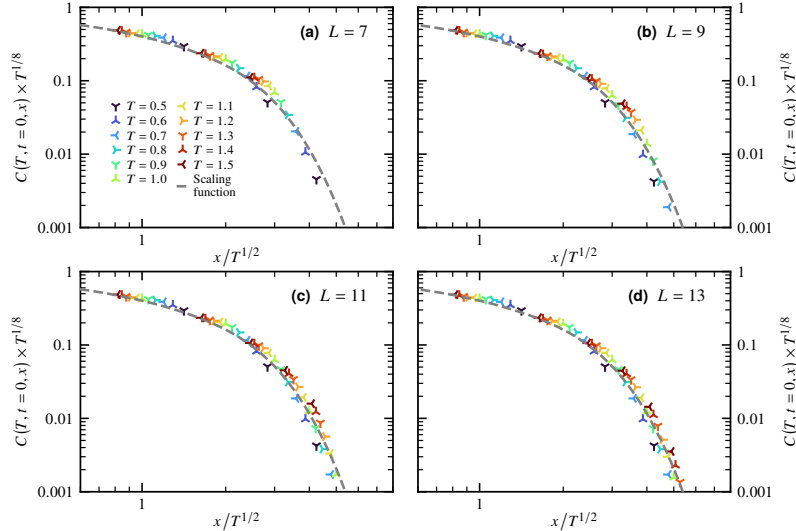 1
0.1
0.01
0.001
C(T, t = 0, x) × T^{1/8}
(a) L = 7
T = 0.5
T = 0.6
T = 0.7
T = 0.8
T = 0.9
T = 1.0
T = 1.1
T = 1.2
T = 1.3
T = 1.4
T = 1.5
Scaling
function
1
x/T^{1/2}
(b) L = 9
1
0.1
0.01
0.001
C(T, t = 0, x) × T^{1/8}
1
x/T^{1/2}
1
0.1
0.01
0.001
C(T, t = 0, x) × T^{1/8}
(c) L = 11
1
x/T^{1/2}
(d) L = 13
1
0.1
0.01
0.001
C(T, t = 0, x) × T^{1/8}
1
x/T^{1/2}